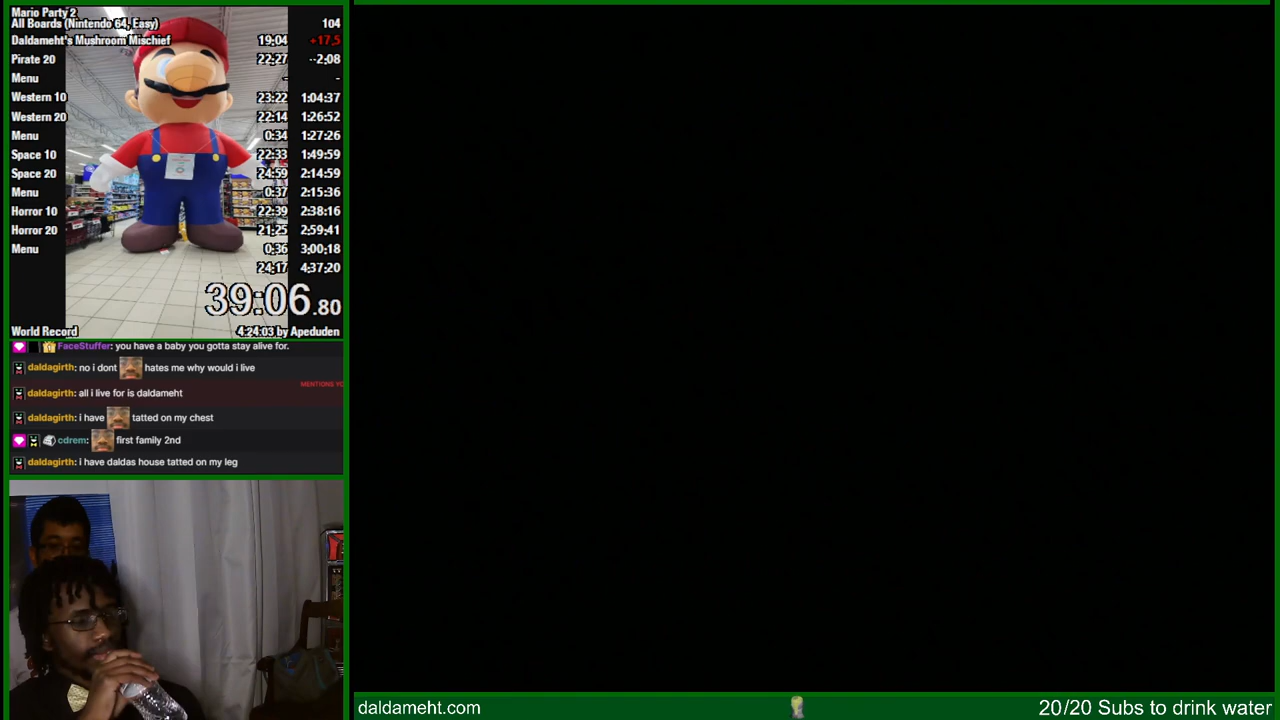 Mario Party 2
All Boards (Nintendo 64, Easy) 104
Daldameht's Mushroom Mischief 19:04 +17.5
Pirate 20 22:27 -2:08
Menu - -
Western 10 23:22 1:04:37
Western 20 22:14 1:26:52
Menu 0:34 1:27:26
Space 10 22:33 1:49:59
Space 20 24:59 2:14:59
Menu 0:37 2:15:36
Horror 10 22:39 2:38:16
Horror 20 21:25 2:59:41
Menu 0:36 3:00:18
24:17 4:37:20
39:06.80
World Record 4:24:03 by Apeduden
FaceStuffer: you have a baby you gotta stay alive for.
daldagirth: no i dont hates me why would i live
MENTIONS YO
daldagirth: all i live for is daldameht
daldagirth: i have tatted on my chest
cdrem: first family 2nd
daldagirth: i have daldas house tatted on my leg
daldameht.com
20/20 Subs to drink water